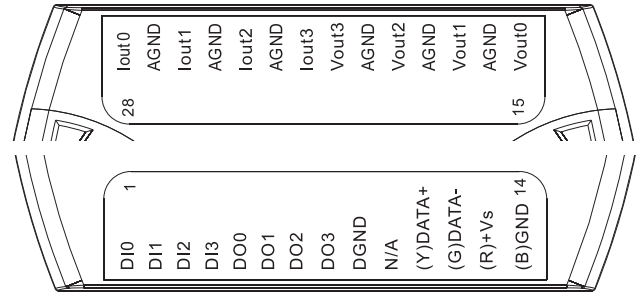 Iout0
AGND
Iout1
AGND
Iout2
AGND
Iout3
Vout3
AGND
Vout2
AGND
Vout1
AGND
Vout0
28
15
1
14
DI0
DI1
DI2
DI3
DO0
DO1
DO2
DO3
DGND
N/A
(Y)DATA+
(G)DATA-
(R)+Vs
(B)GND